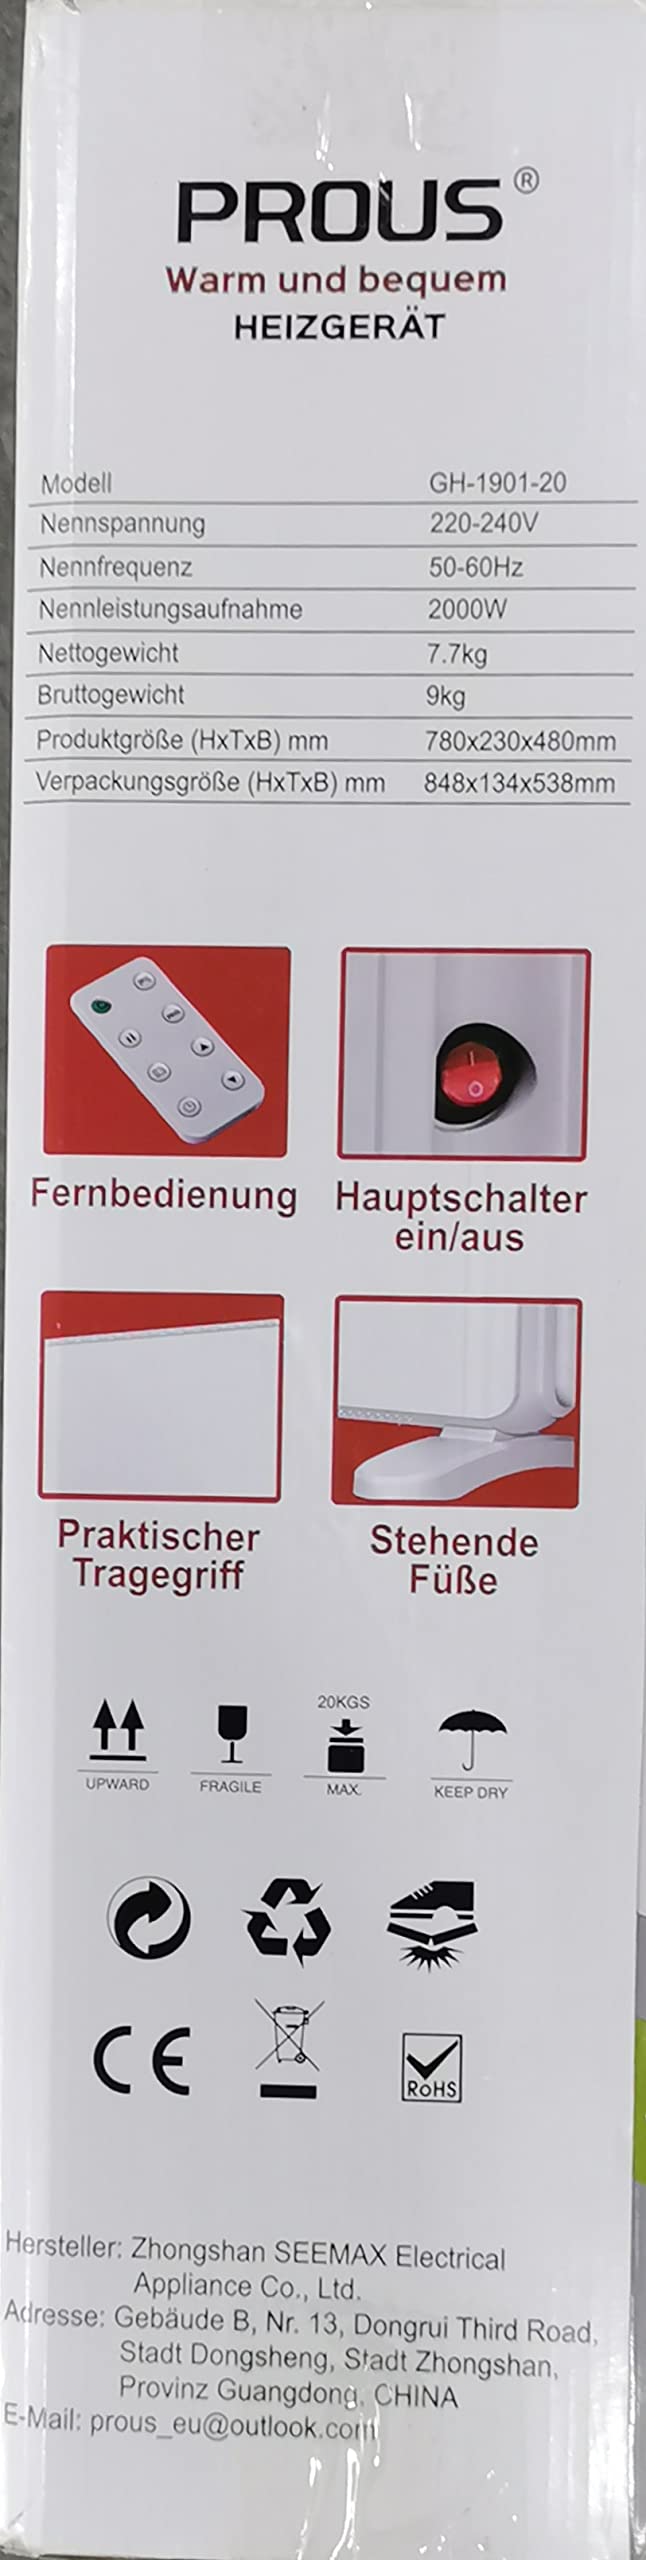 PROUS®
Warm und bequem
HEIZGERÄT
Modell GH-1901-20
Nennspannung 220-240V
Nennfrequenz 50-60Hz
Nennleistungsaufnahme 2000W
Nettogewicht 7.7kg
Bruttogewicht 9kg
Produktgröße (HxTxB) mm 780x230x480mm
Verpackungsgröße (HxTxB) mm 848x134x538mm
Fernbedienung
Hauptschalter
ein/aus
Praktischer
Tragegriff
Stehende
Füße
20KGS
UPWARD FRAGILE MAX. KEEP DRY
CE
RoHS
Hersteller: Zhongshan SEEMAX Electrical
Appliance Co., Ltd.
Adresse: Gebäude B, Nr. 13, Dongrui Third Road,
Stadt Dongsheng, Stadt Zhongshan,
Provinz Guangdong, CHINA
E-Mail: prous_eu@outlook.com